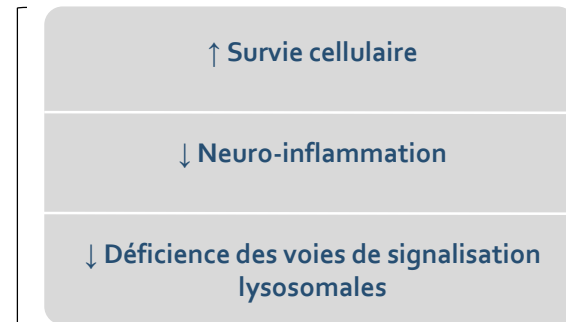 ↑ Survie cellulaire
↓ Neuro-inflammation
↓ Déficience des voies de signalisation
lysosomales